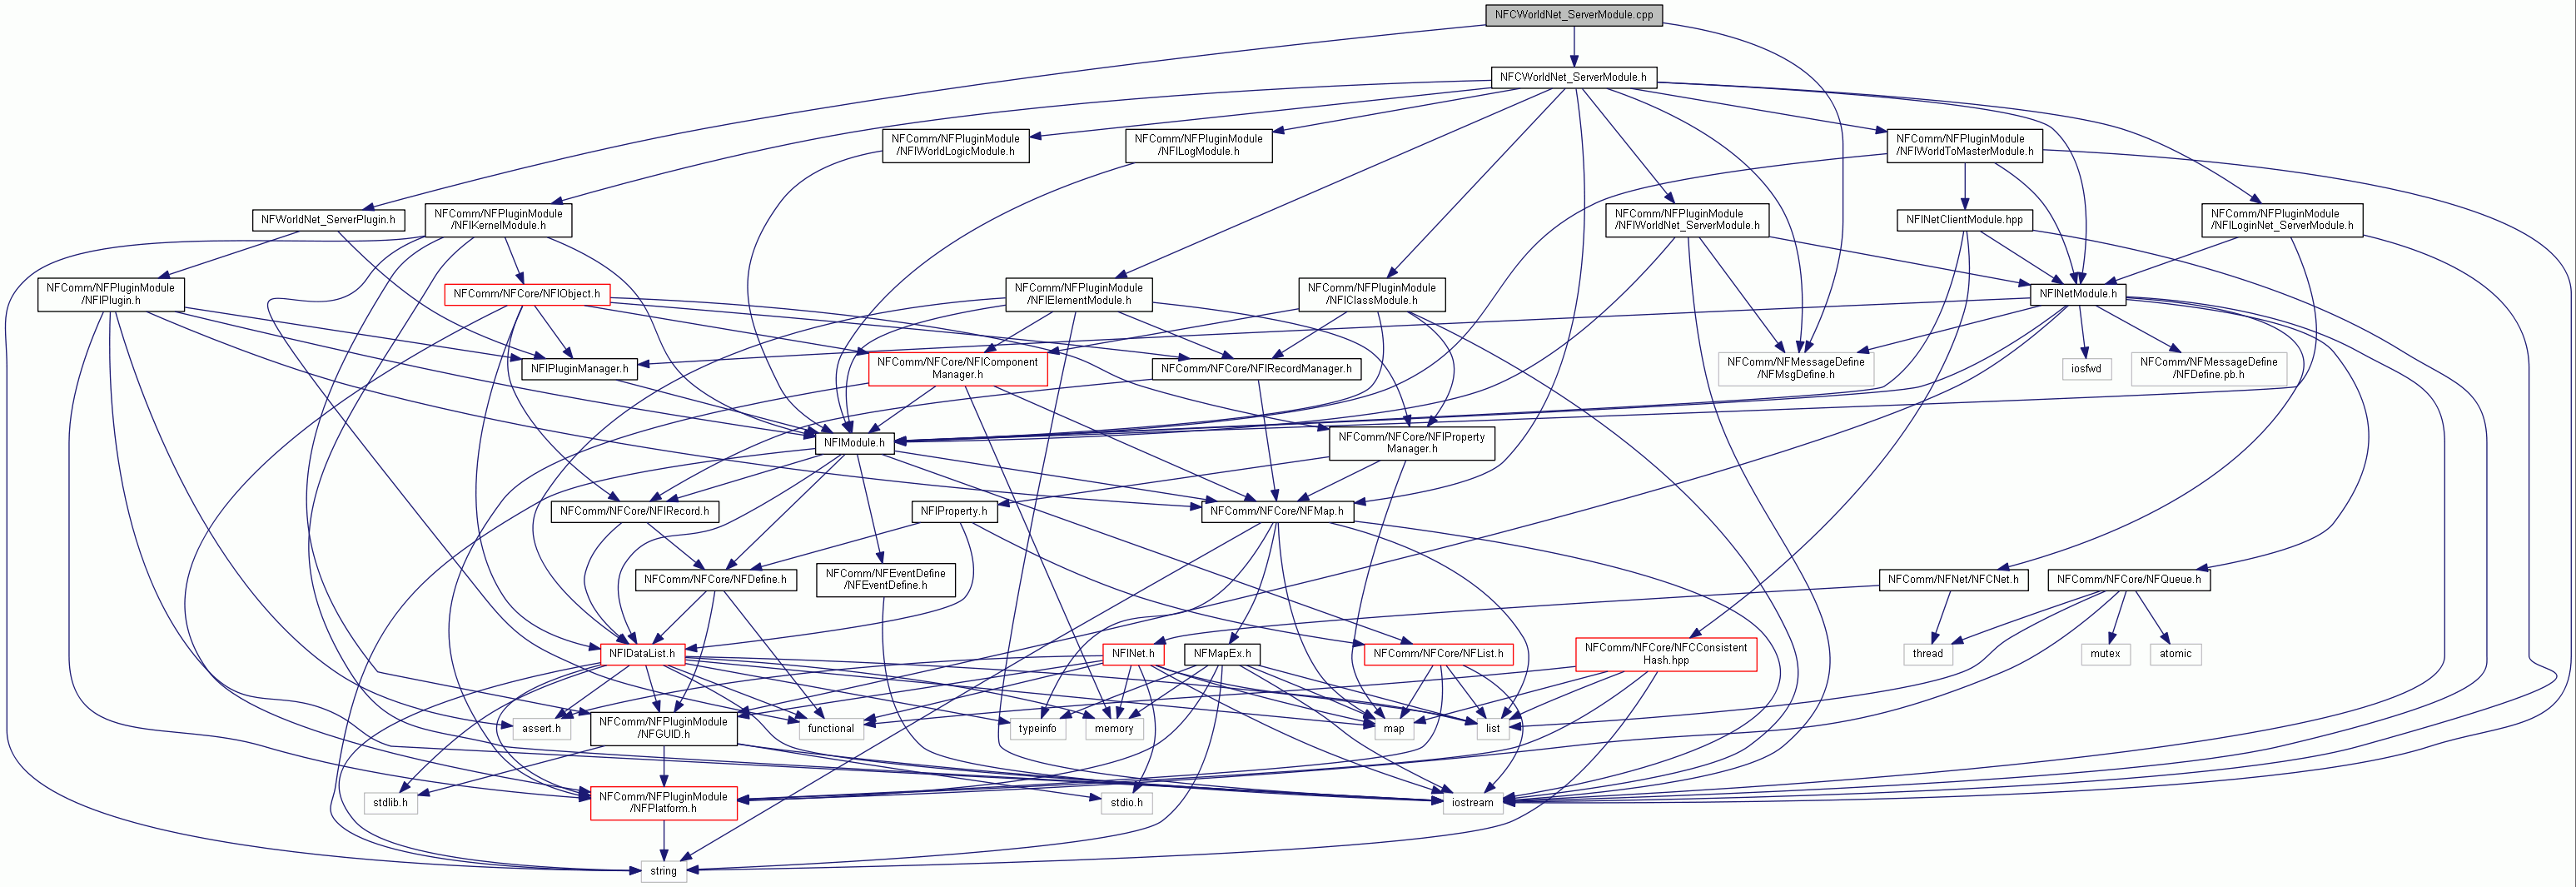 NFCWorldNet_ServerModule.cpp
NFCWorldNet_ServerModule.h
NFComm/NFPluginModule
/NFIWorldLogicModule.h
NFComm/NFPluginModule
/NFILogModule.h
NFComm/NFPluginModule
/NFIWorldToMasterModule.h
NFWorldNet_ServerPlugin.h
NFComm/NFPluginModule
/NFIKernelModule.h
NFComm/NFPluginModule
/NFIWorldNet_ServerModule.h
NFINetClientModule.hpp
NFComm/NFPluginModule
/NFILoginNet_ServerModule.h
NFComm/NFPluginModule
/NFIPlugin.h
NFComm/NFCore/NFIObject.h
NFComm/NFPluginModule
/NFIElementModule.h
NFComm/NFPluginModule
/NFIClassModule.h
NFINetModule.h
NFIPluginManager.h
NFComm/NFCore/NFIComponent
Manager.h
NFComm/NFCore/NFIRecordManager.h
NFComm/NFMessageDefine
/NFMsgDefine.h
iosfwd
NFComm/NFMessageDefine
/NFDefine.pb.h
NFIModule.h
NFComm/NFCore/NFIProperty
Manager.h
NFComm/NFCore/NFIRecord.h
NFIProperty.h
NFComm/NFCore/NFMap.h
NFComm/NFCore/NFDefine.h
NFComm/NFEventDefine
/NFEventDefine.h
NFComm/NFNet/NFCNet.h
NFComm/NFCore/NFQueue.h
NFIDataList.h
NFINet.h
NFMapEx.h
NFComm/NFCore/NFList.h
NFComm/NFCore/NFCConsistent
Hash.hpp
thread
mutex
atomic
assert.h
NFComm/NFPluginModule
/NFGUID.h
functional
typeinfo
memory
map
list
stdlib.h
NFComm/NFPluginModule
/NFPlatform.h
stdio.h
iostream
string